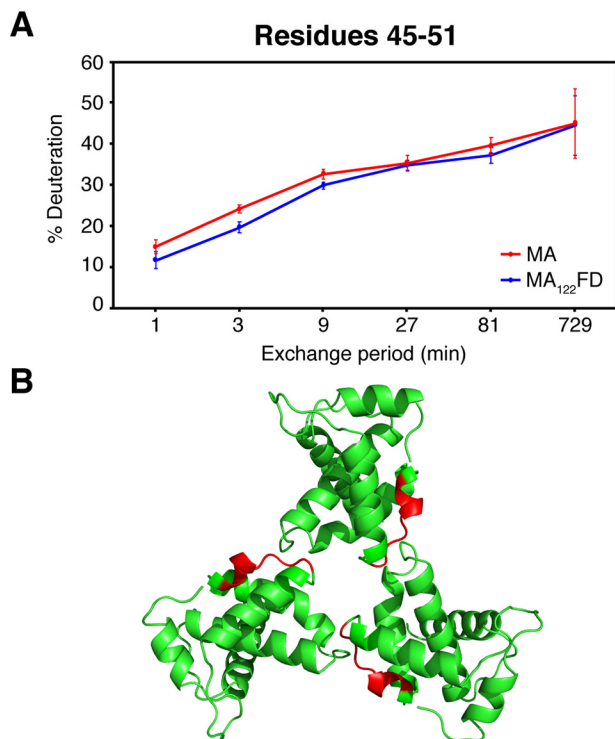 A
Residues 45-51
60
50
40
30
20
10
0
% Deuteration
MA
MA₁₂₂FD
1 3 9 27 81 729
Exchange period (min)
B